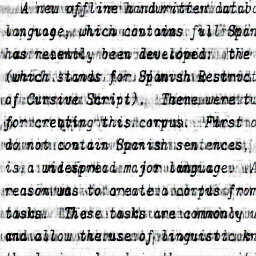 A new offline handwritten datab
language, which contains full Span
has recently been developed: the
(which stands for Spanish Restrict
of Cursive Script). There were tw
for creating this corpus. First
do not contain Spanish sentences,
is a widespread major language. A
reason was to create a corpus from
tasks. These tasks are commonly u
and allow the use of linguistic kn